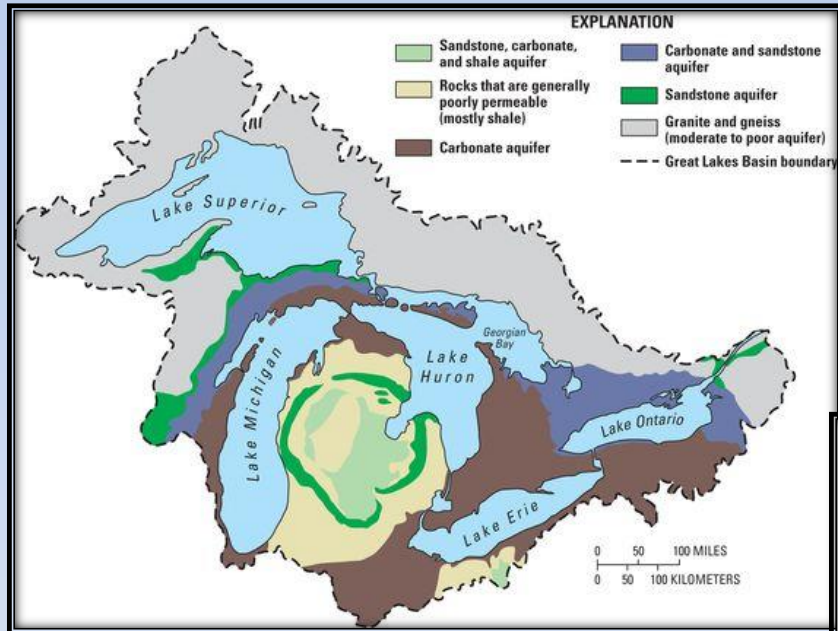 EXPLANATION
Sandstone, carbonate,
and shale aquifer
Rocks that are generally
poorly permeable
(mostly shale)
Carbonate aquifer
Carbonate and sandstone
aquifer
Sandstone aquifer
Granite and gneiss
(moderate to poor aquifer)
Great Lakes Basin boundary
Lake Superior
Lake Michigan
Lake
Huron
Georgian
Bay
Lake Ontario
Lake Erie
0 50 100 MILES
0 50 100 KILOMETERS